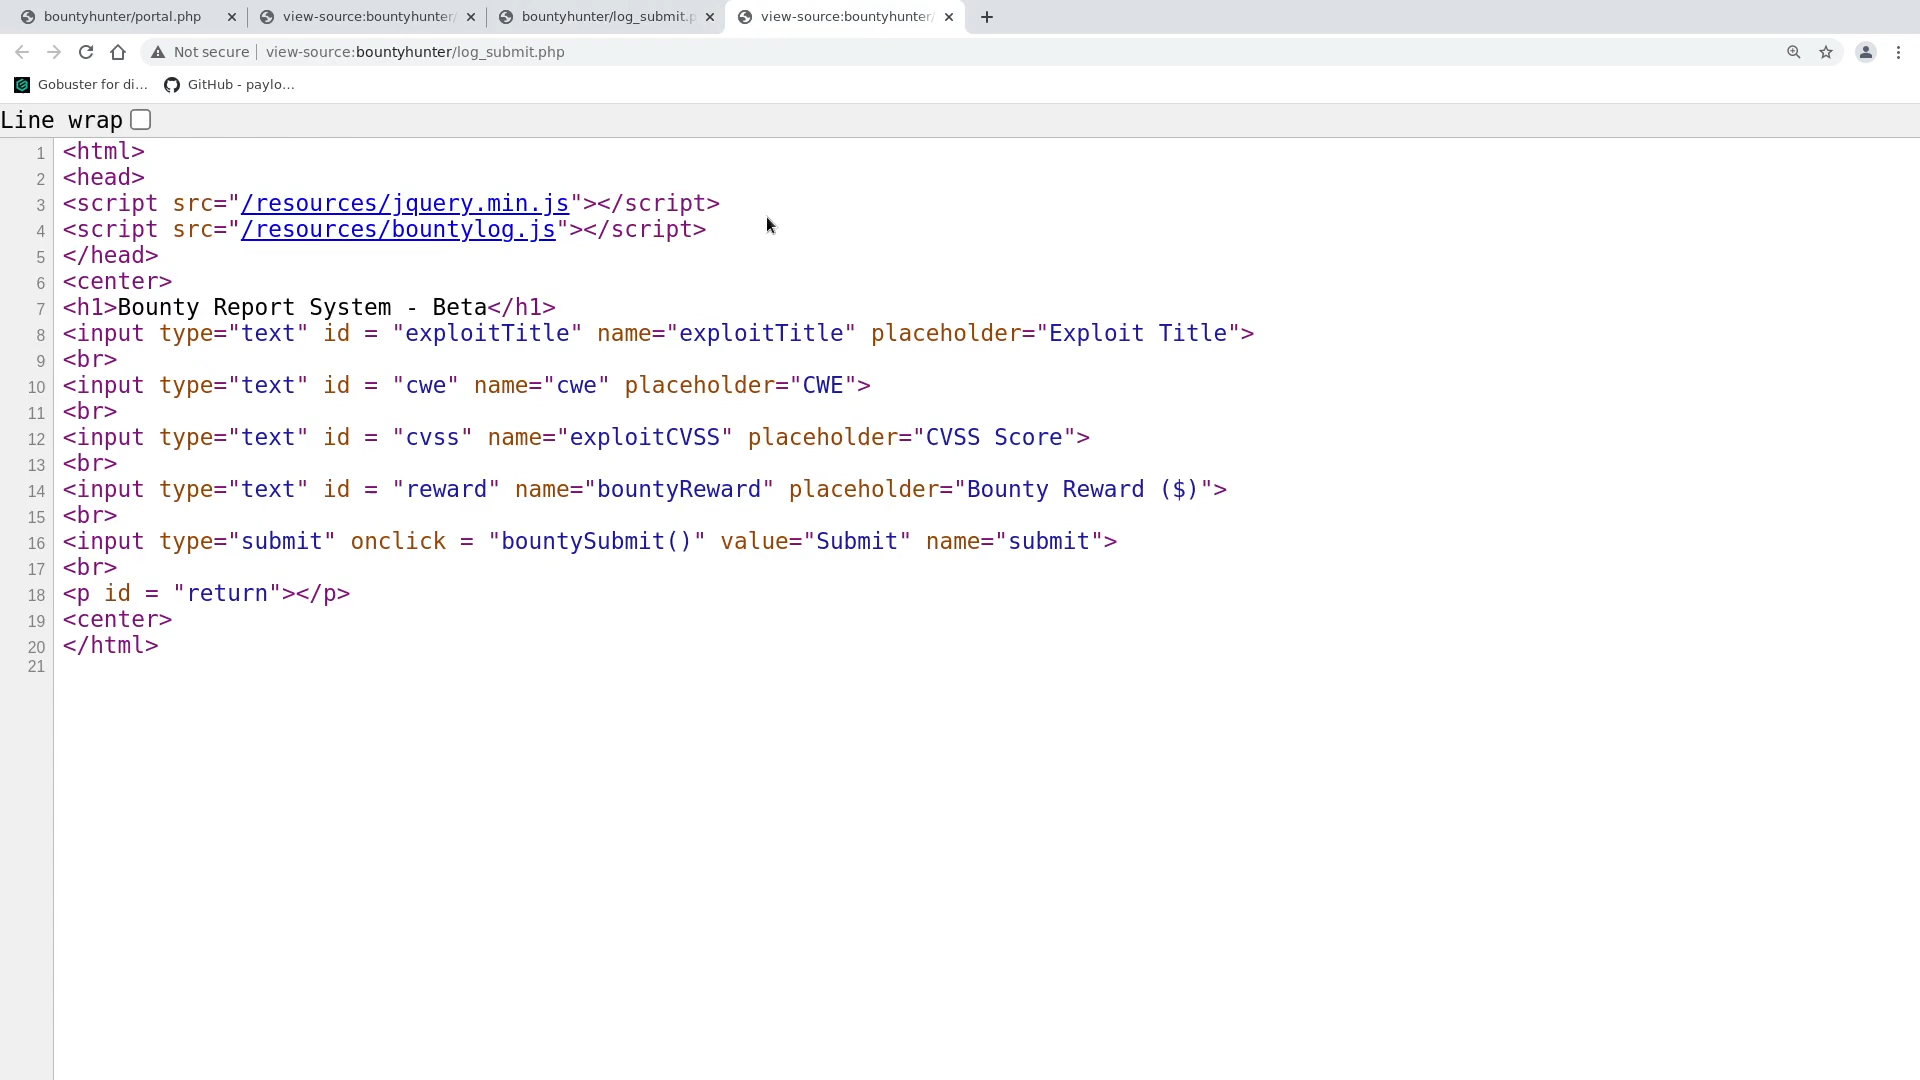 bountyhunter/portal.php
view-source:bountyhunter/
bountyhunter/log_submit.p
view-source:bountyhunter/
Not secure view-source:bountyhunter/log_submit.php
Gobuster for di... GitHub - paylo...
Line wrap
1 <html>
2 <head>
3 <script src="/resources/jquery.min.js"></script>
4 <script src="/resources/bountylog.js"></script>
5 </head>
6 <center>
7 <h1>Bounty Report System - Beta</h1>
8 <input type="text" id = "exploitTitle" name="exploitTitle" placeholder="Exploit Title">
9 <br>
10 <input type="text" id = "cwe" name="cwe" placeholder="CWE">
11 <br>
12 <input type="text" id = "cvss" name="exploitCVSS" placeholder="CVSS Score">
13 <br>
14 <input type="text" id = "reward" name="bountyReward" placeholder="Bounty Reward ($)">
15 <br>
16 <input type="submit" onclick = "bountySubmit()" value="Submit" name="submit">
17 <br>
18 <p id = "return"></p>
19 <center>
20 </html>
21